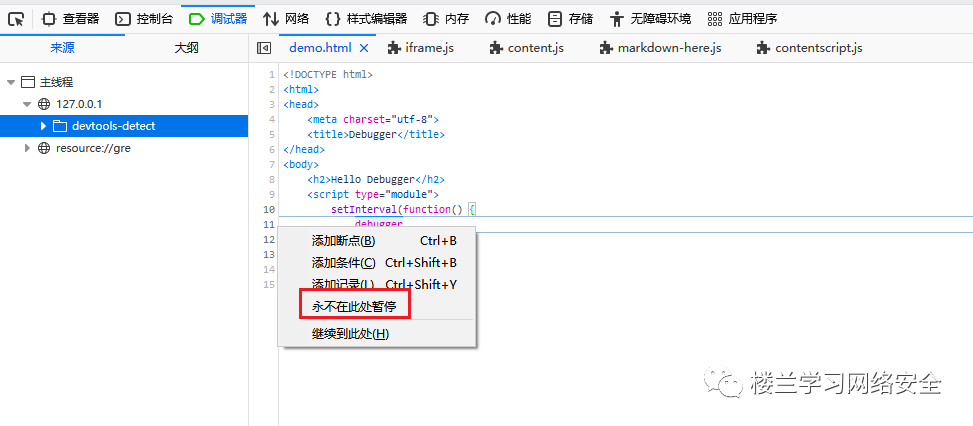 查看器 控制台 调试器 网络 {} 样式编辑器 内存 性能 存储 无障碍环境 应用程序
来源 大纲 demo.html × iframe.js content.js markdown-here.js contentscript.js
主线程
127.0.0.1
devtools-detect
resource://gre
1 <!DOCTYPE html>
2 <html>
3 <head>
4 <meta charset="utf-8">
5 <title>Debugger</title>
6 </head>
7 <body>
8 <h2>Hello Debugger</h2>
9 <script type="module">
10 setInterval(function() {
11 debugger
12
13
14
15
添加断点(B) Ctrl+B
添加条件(C) Ctrl+Shift+B
添加记录(L) Ctrl+Shift+Y
永不在此处暂停
继续到此处(H)
楼兰学习网络安全